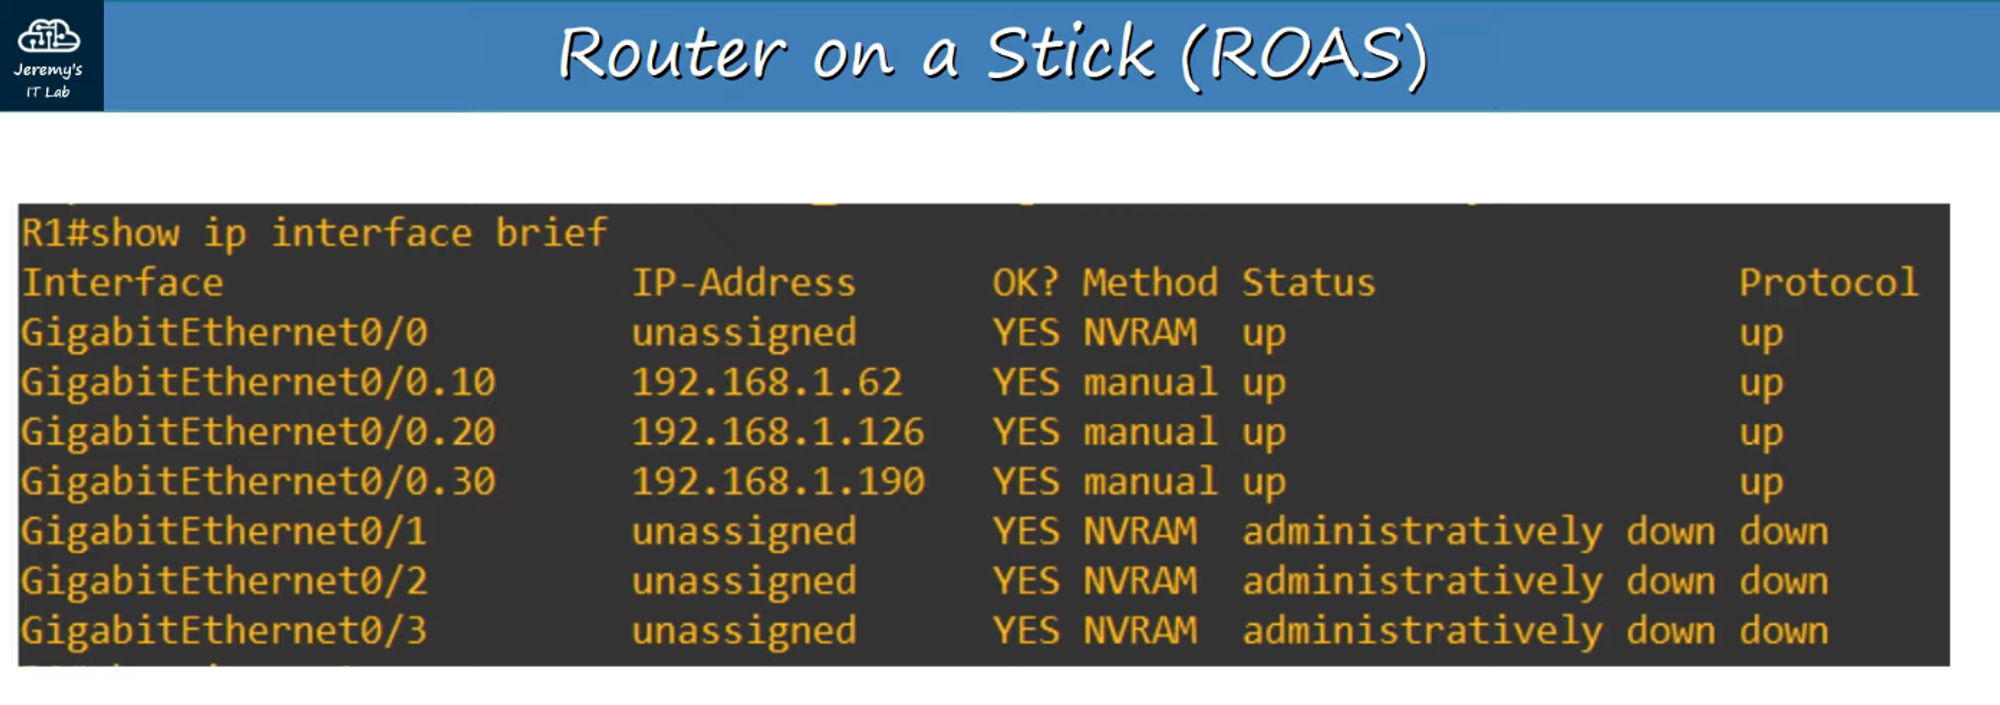 Jeremy's
IT Lab
Router on a Stick (ROAS)
R1#show ip interface brief
Interface IP-Address OK? Method Status Protocol
GigabitEthernet0/0 unassigned YES NVRAM up up
GigabitEthernet0/0.10 192.168.1.62 YES manual up up
GigabitEthernet0/0.20 192.168.1.126 YES manual up up
GigabitEthernet0/0.30 192.168.1.190 YES manual up up
GigabitEthernet0/1 unassigned YES NVRAM administratively down down
GigabitEthernet0/2 unassigned YES NVRAM administratively down down
GigabitEthernet0/3 unassigned YES NVRAM administratively down down